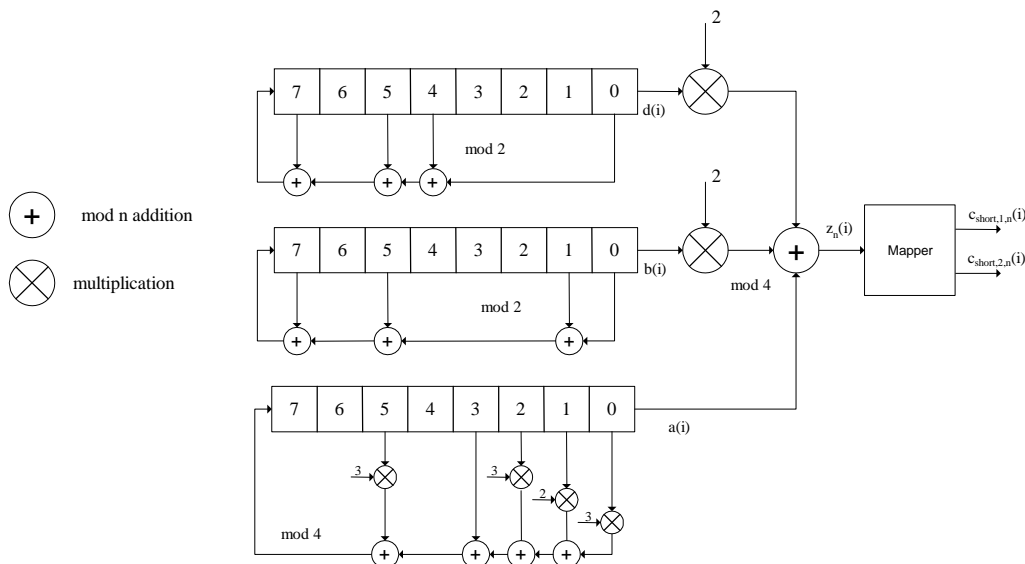 2
7 6 5 4 3 2 1 0
d(i)
mod 2
+ + +
+ mod n addition
multiplication
2
7 6 5 4 3 2 1 0
b(i)
mod 2
+ + +
+
mod 4
z_n(i)
Mapper
c_short,1,n(i)
c_short,2,n(i)
7 6 5 4 3 2 1 0
a(i)
3 3
2
3
mod 4
+ + + +